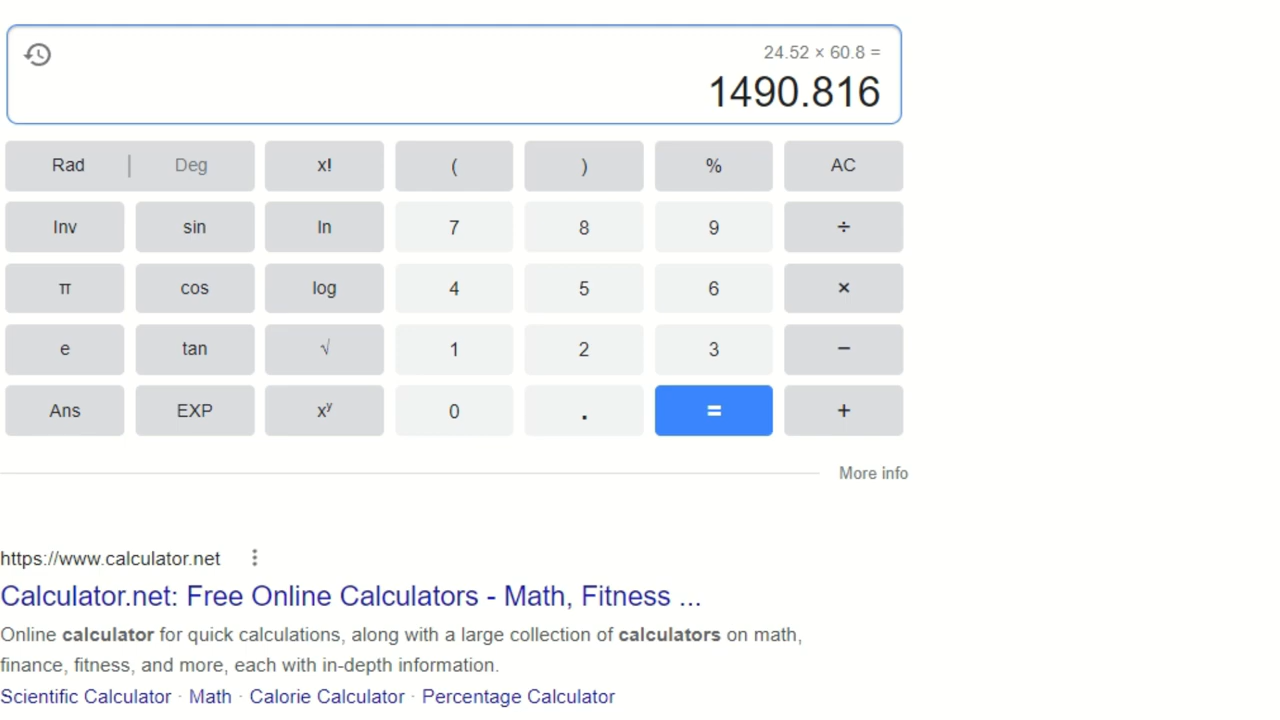 24.52 × 60.8 =
1490.816
Rad | Deg x! ( ) % AC
Inv sin ln 7 8 9 ÷
π cos log 4 5 6 ×
e tan √ 1 2 3 −
Ans EXP xʸ 0 . = +
More info
https://www.calculator.net
Calculator.net: Free Online Calculators - Math, Fitness ...
Online calculator for quick calculations, along with a large collection of calculators on math,
finance, fitness, and more, each with in-depth information.
Scientific Calculator · Math · Calorie Calculator · Percentage Calculator